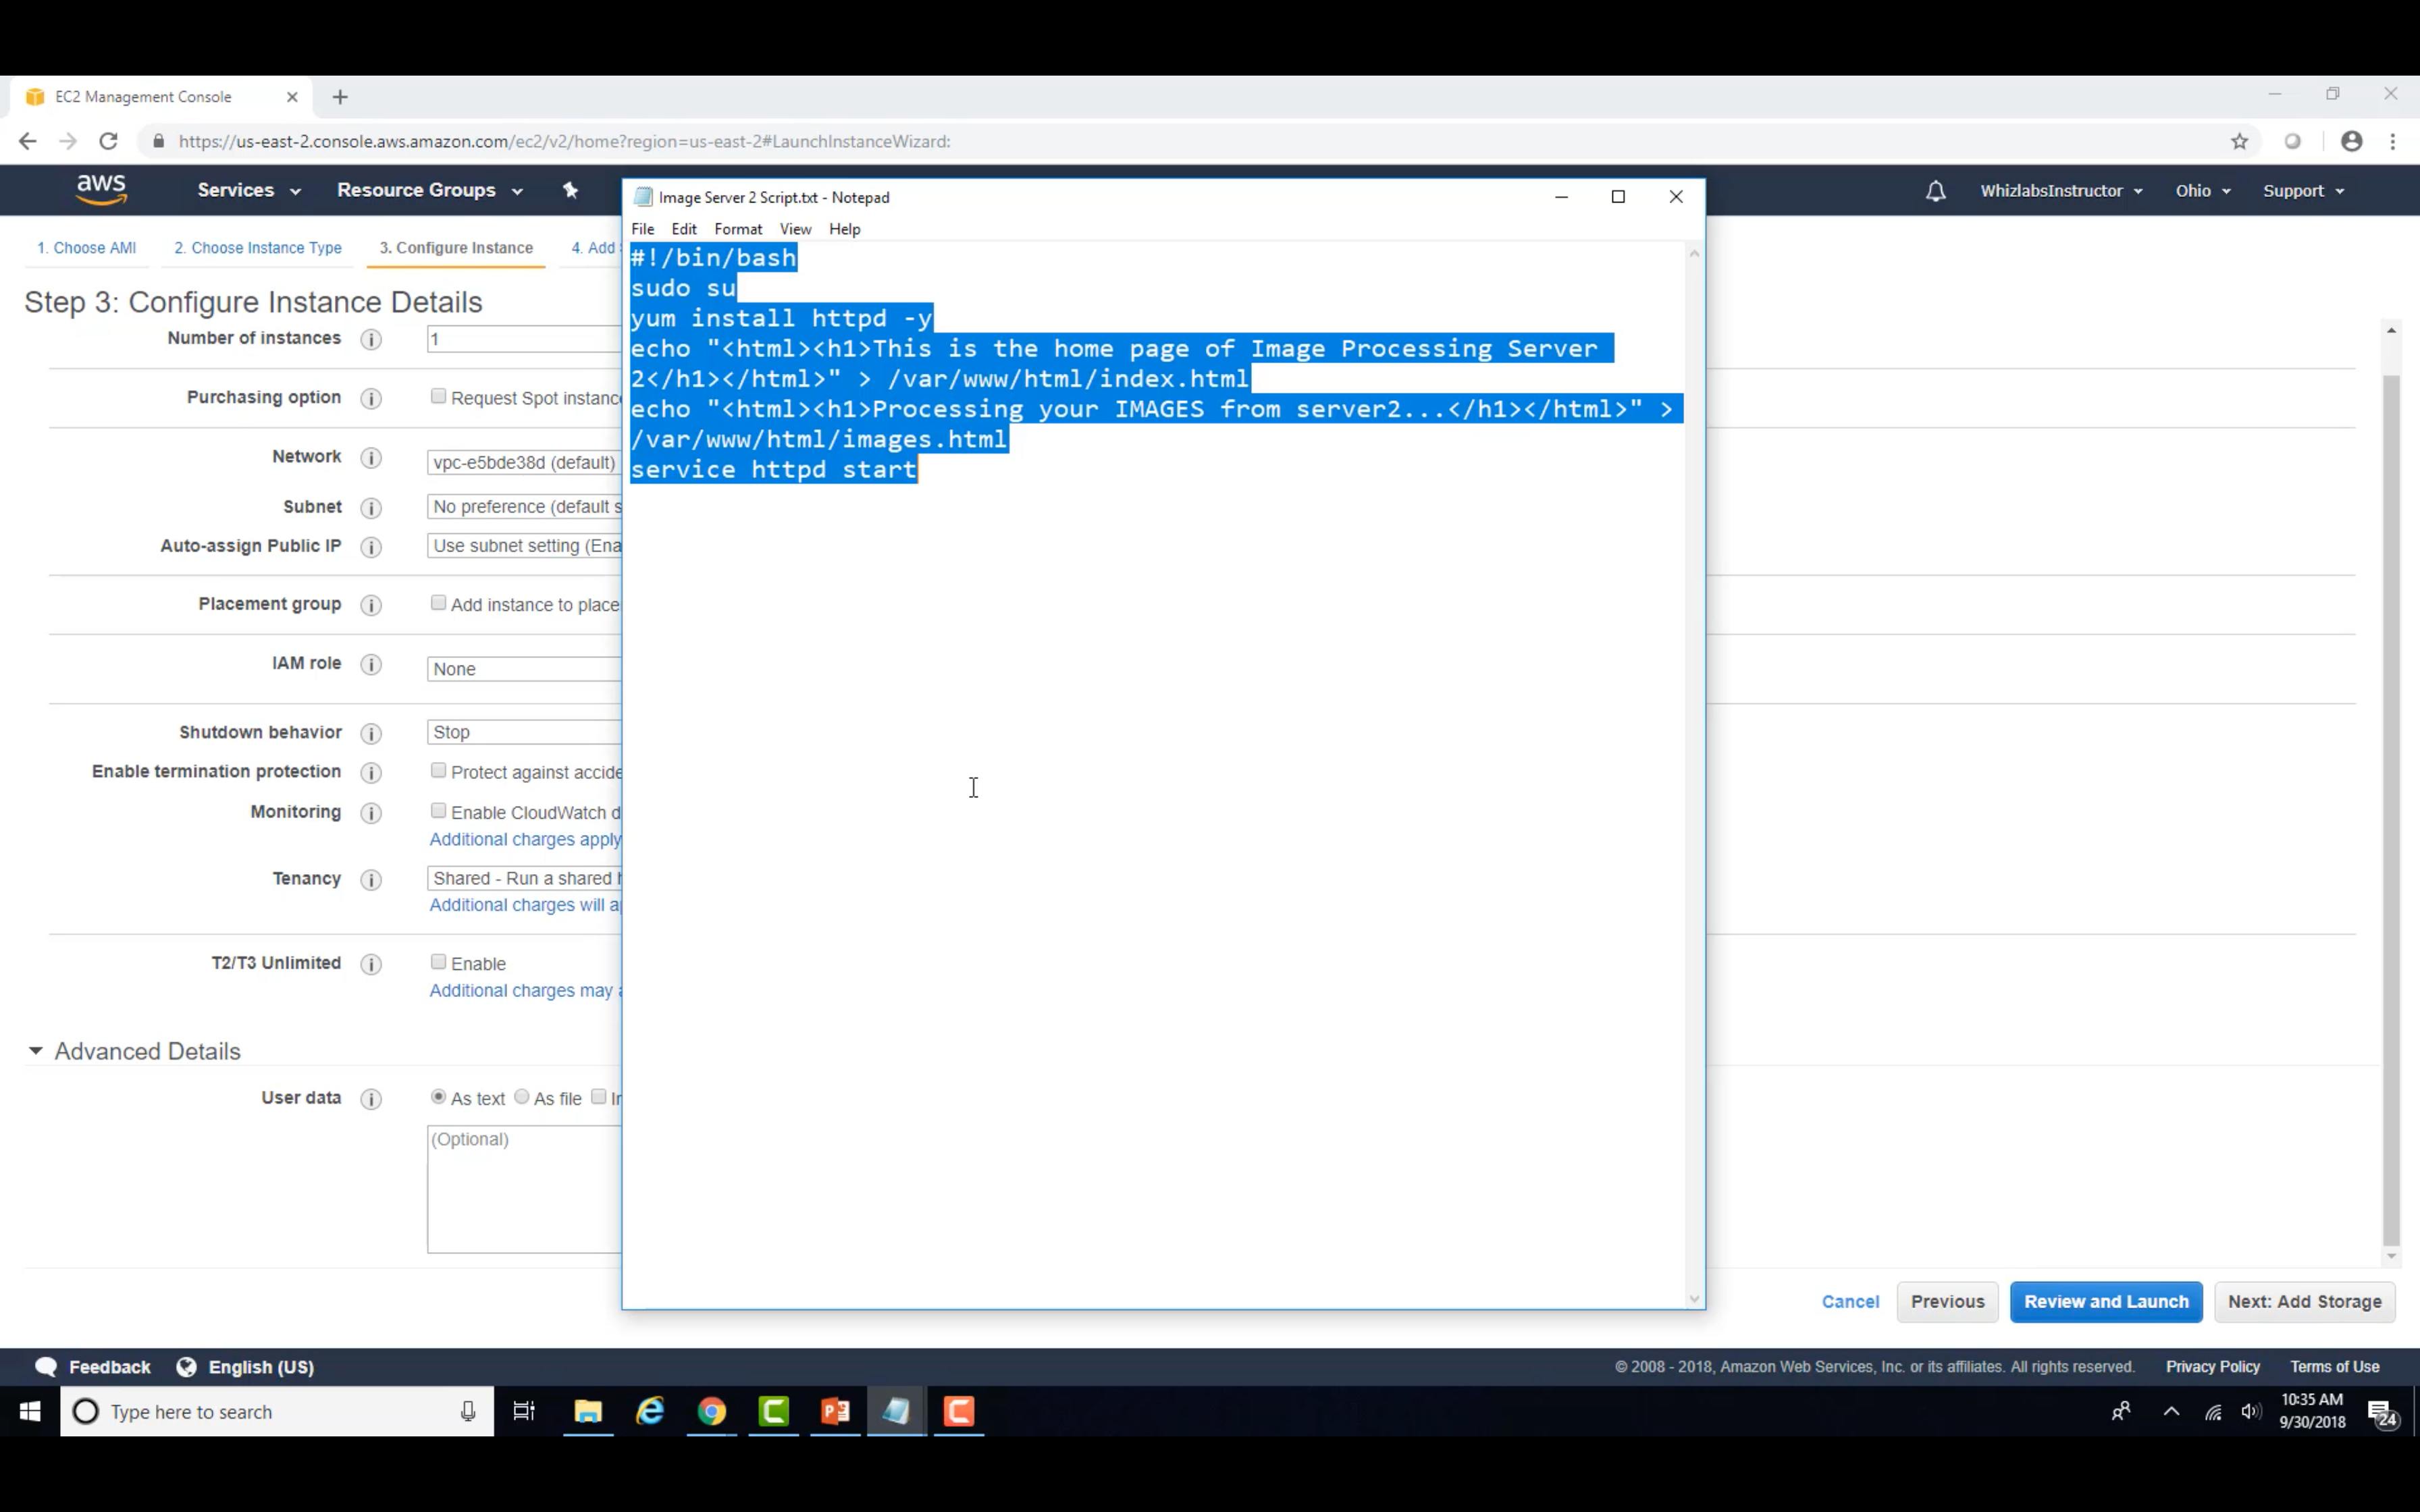 EC2 Management Console
https://us-east-2.console.aws.amazon.com/ec2/v2/home?region=us-east-2#LaunchInstanceWizard:
aws
Services
Resource Groups
WhizlabsInstructor
Ohio
Support
Image Server 2 Script.txt - Notepad
File Edit Format View Help
#!/bin/bash
sudo su
yum install httpd -y
echo "<html><h1>This is the home page of Image Processing Server
2</h1></html>" > /var/www/html/index.html
echo "<html><h1>Processing your IMAGES from server2...</h1></html>" >
/var/www/html/images.html
service httpd start
1. Choose AMI
2. Choose Instance Type
3. Configure Instance
4. Add
Step 3: Configure Instance Details
Number of instances
1
Purchasing option
Request Spot instanc
Network
vpc-e5bde38d (default)
Subnet
No preference (default s
Auto-assign Public IP
Use subnet setting (Ena
Placement group
Add instance to place
IAM role
None
Shutdown behavior
Stop
Enable termination protection
Protect against accide
Monitoring
Enable CloudWatch d
Additional charges apply
Tenancy
Shared - Run a shared h
Additional charges will a
T2/T3 Unlimited
Enable
Additional charges may a
Advanced Details
User data
As text As file
(Optional)
Cancel
Previous
Review and Launch
Next: Add Storage
Feedback
English (US)
© 2008 - 2018, Amazon Web Services, Inc. or its affiliates. All rights reserved.
Privacy Policy
Terms of Use
Type here to search
10:35 AM
9/30/2018
24